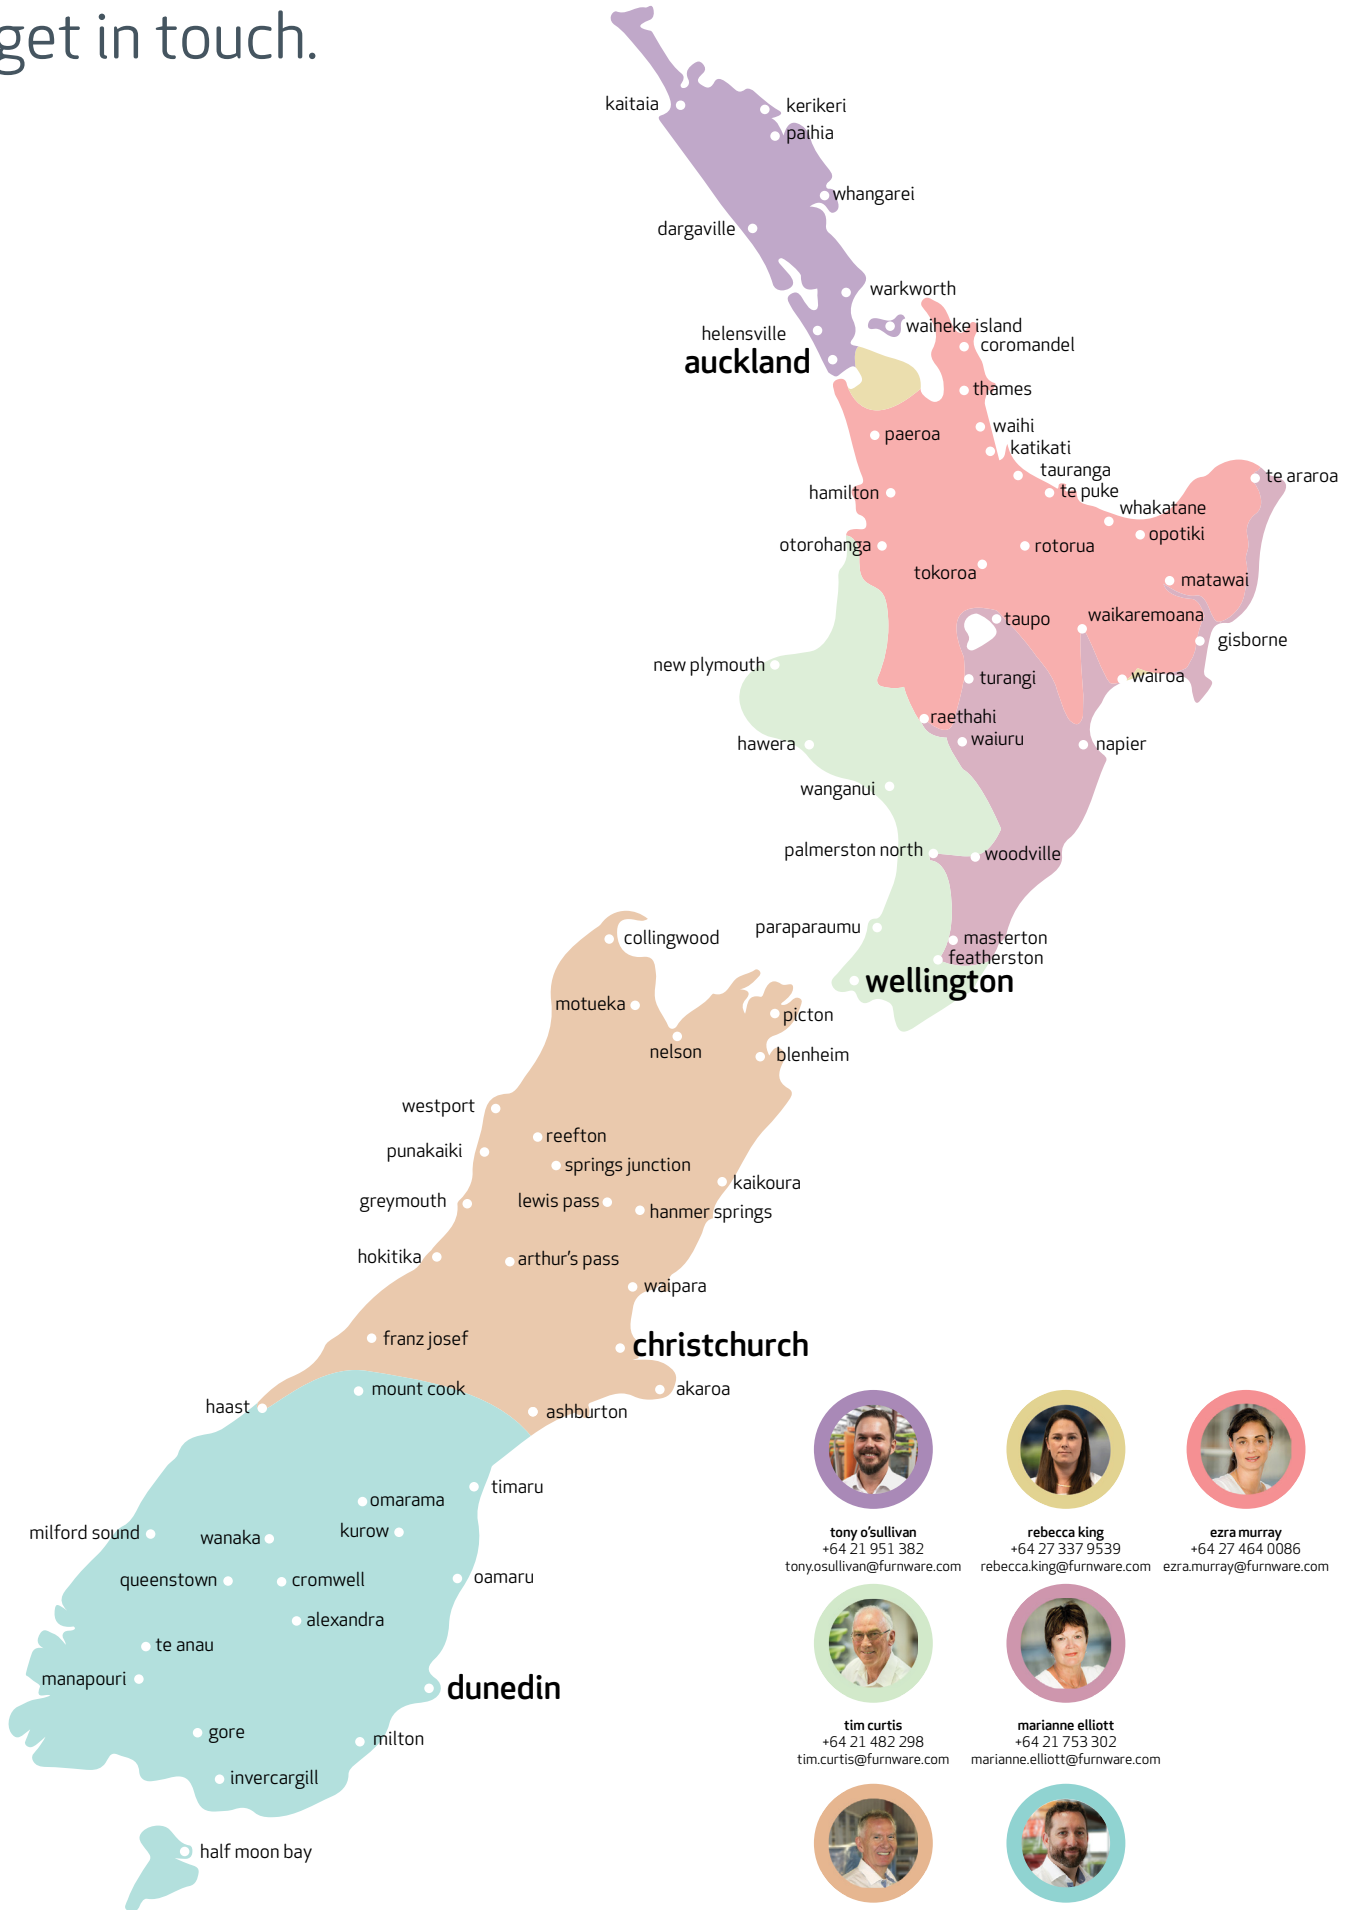 get in touch.
kaitaia
kerikeri
paihia
whangarei
dargaville
warkworth
waiheke island
helensville
coromandel
auckland
thames
waihi
paeroa
katikati
tauranga
te araroa
hamilton
te puke
whakatane
opotiki
otorohanga
rotorua
tokoroa
matawai
waikaremoana
taupo
gisborne
new plymouth
turangi
wairoa
raethahi
waiuru
hawera
napier
wanganui
palmerston north
woodville
paraparaumu
masterton
collingwood
featherston
wellington
motueka
picton
nelson
blenheim
westport
reefton
punakaiki
springs junction
kaikoura
greymouth
lewis pass
hanmer springs
hokitika
arthur's pass
waipara
franz josef
christchurch
mount cook
akaroa
haast
ashburton
timaru
omarama
milford sound
wanaka
kurow
queenstown
cromwell
oamaru
alexandra
te anau
manapouri
dunedin
gore
milton
invercargill
half moon bay
tony o'sullivan
+64 21 951 382
tony.osullivan@furnware.com
rebecca king
+64 27 337 9539
rebecca.king@furnware.com
ezra murray
+64 27 464 0086
ezra.murray@furnware.com
tim curtis
+64 21 482 298
tim.curtis@furnware.com
marianne elliott
+64 21 753 302
marianne.elliott@furnware.com